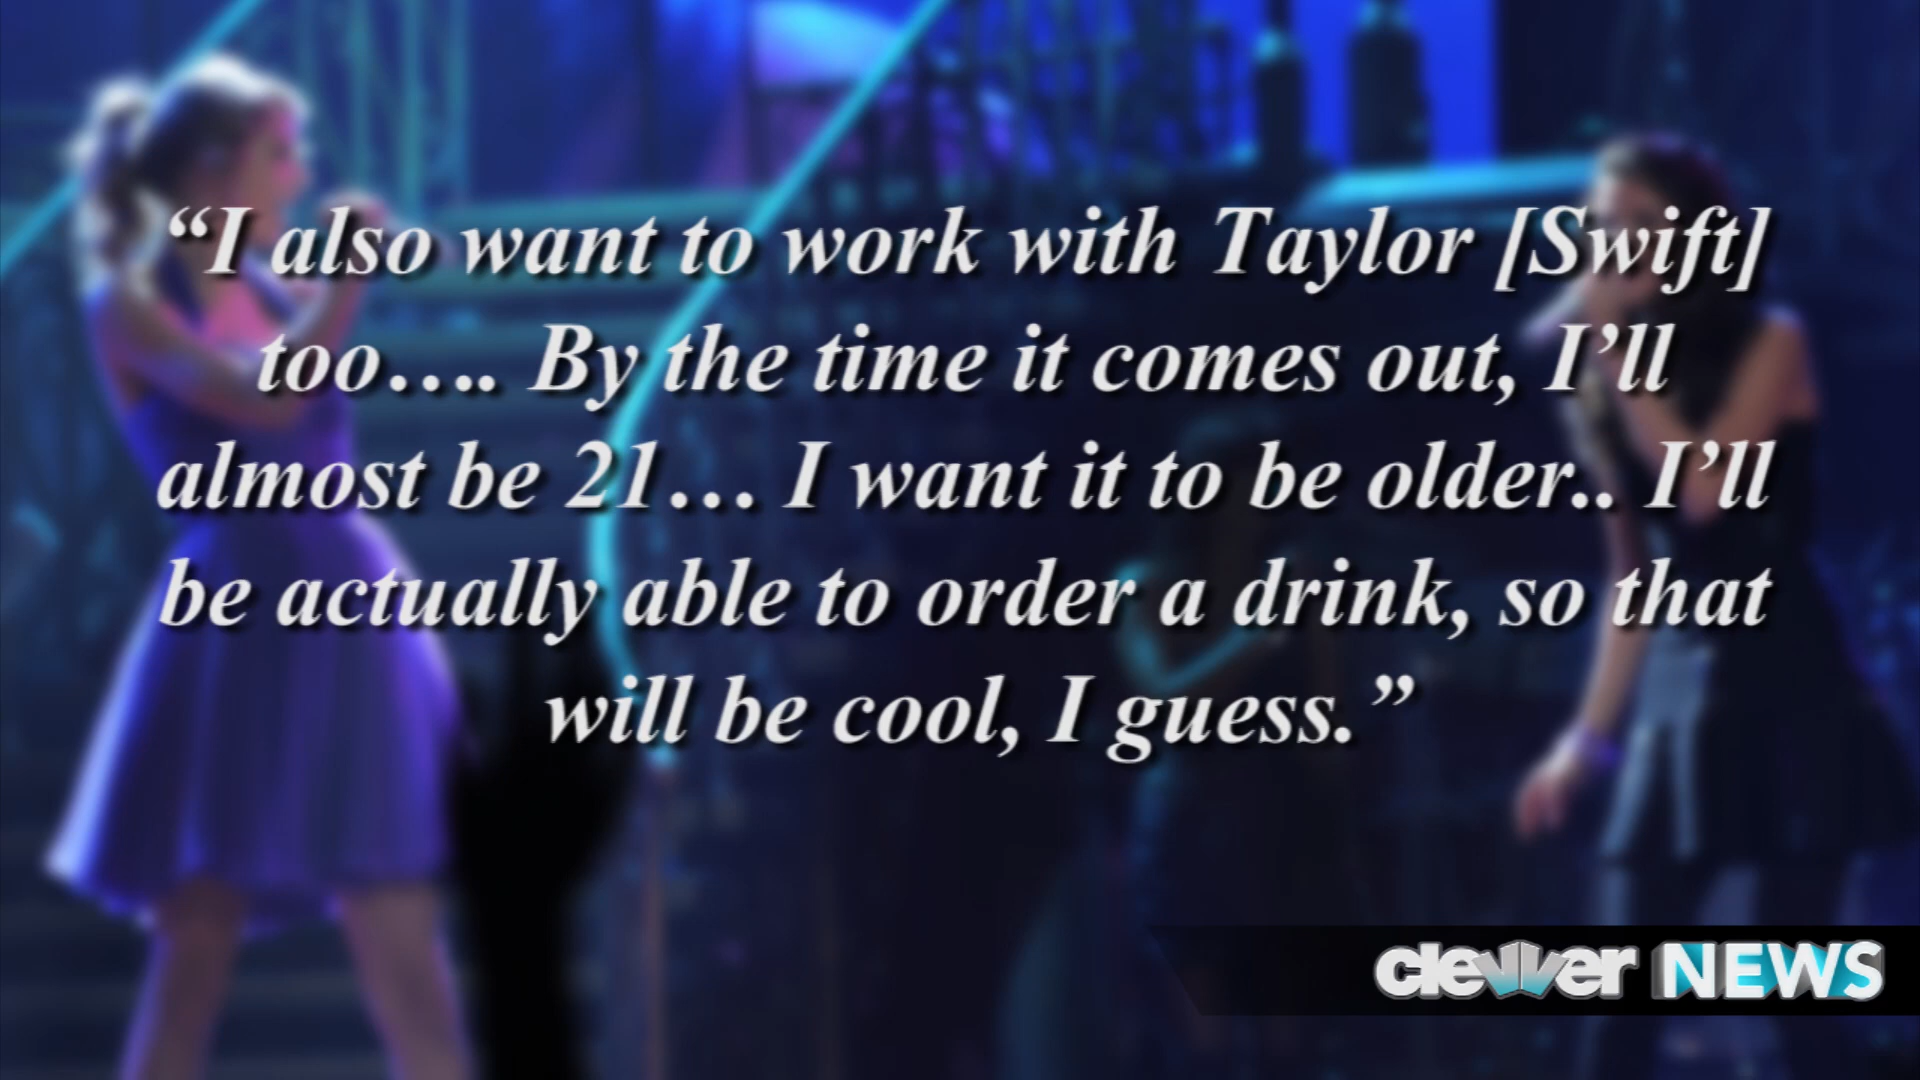 “I also want to work with Taylor [Swift]
too…. By the time it comes out, I’ll
almost be 21… I want it to be older.. I’ll
be actually able to order a drink, so that
will be cool, I guess.”
clevver NEWS